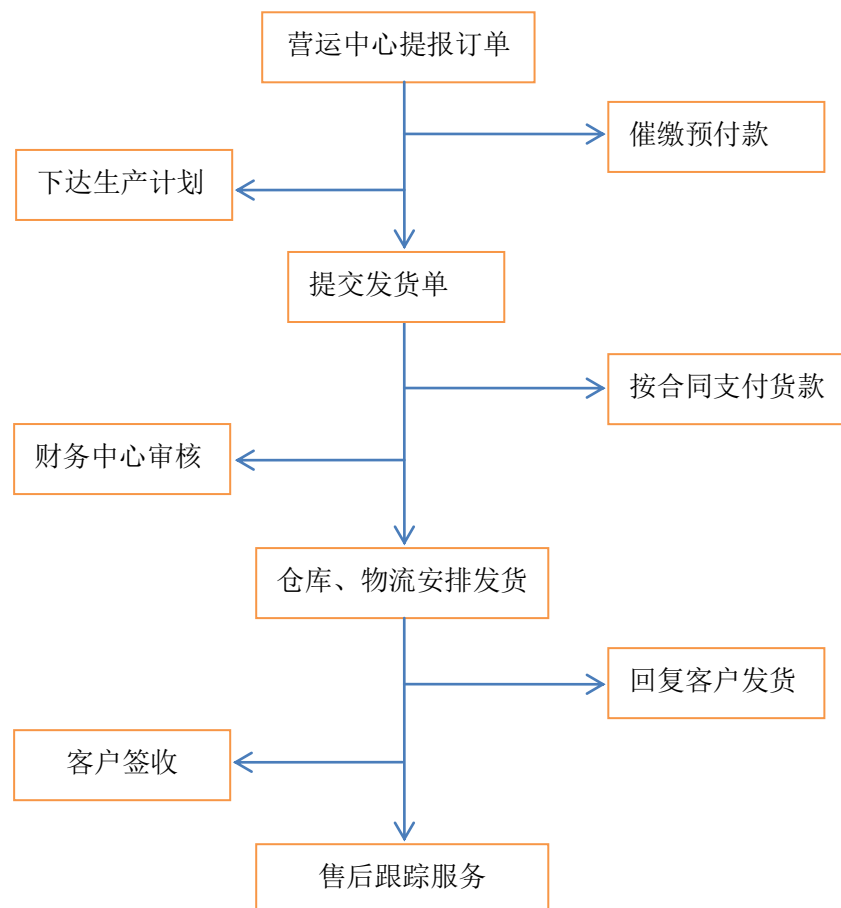 营运中心提报订单
催缴预付款
下达生产计划
提交发货单
按合同支付货款
财务中心审核
仓库、物流安排发货
回复客户发货
客户签收
售后跟踪服务